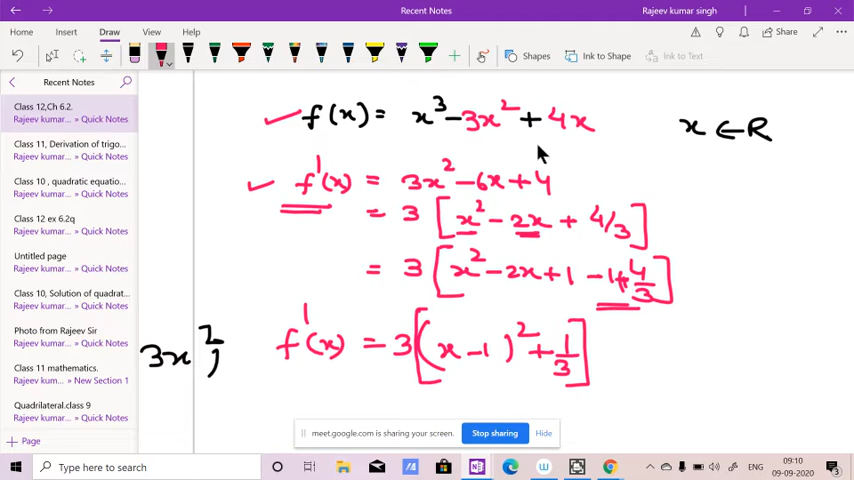 Recent Notes
Rajeev kumar singh
Home Insert Draw View Help Share
Shapes Ink to Shape Ink to Text
Recent Notes
Class 12,Ch 6.2.
Rajeev kumar... » Quick Notes
Class 11, Derivation of trigo...
Rajeev kumar... » Quick Notes
Class 10 , quadratic equatio...
Rajeev kumar... » Quick Notes
Class 12 ex 6.2q
Rajeev kumar... » Quick Notes
Untitled page
Rajeev kumar... » Quick Notes
Class 10, Solution of quadrat...
Rajeev kumar... » Quick Notes
Photo from Rajeev Sir
Rajeev kumar... » Quick Notes
Class 11 mathematics.
Rajeev k... » New Section 1
Quadrilateral.class 9
Rajeev kumar... » Quick Notes
+ Page
f(x) = x³ - 3x² + 4x x ∈ R
f'(x) = 3x² - 6x + 4
= 3 [x² - 2x + 4/3]
= 3 [x² - 2x + 1 - 1 + 4/3]
3x², f'(x) = 3[(x - 1)² + 1/3]
meet.google.com is sharing your screen. Stop sharing Hide
Type here to search
ENG
09:10
09-09-2020
3